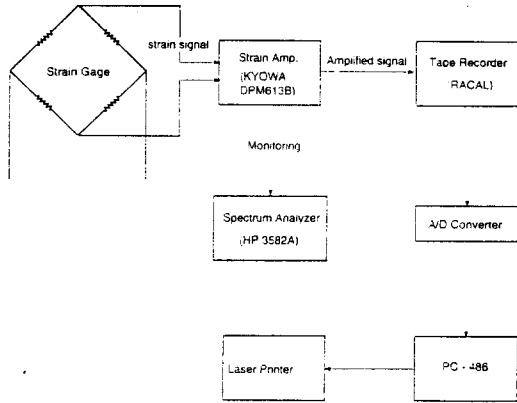 strain signal
Strain Gage
Strain Amp.
(KYOWA
DPM613B)
Amplified signal
Tape Recorder
(RACAL)
Monitoring
Spectrum Analyzer
(HP 3582A)
A/D Converter
Laser Printer
PC - 486